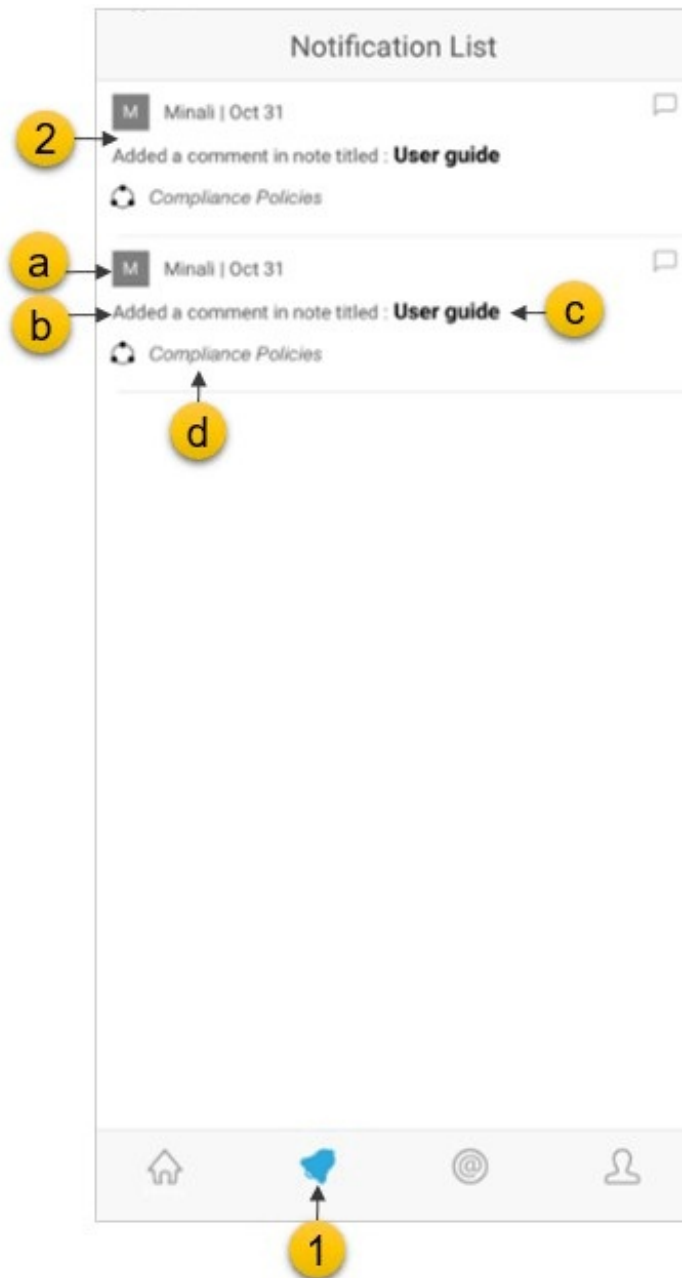 Notification List
M Minali | Oct 31
2
Added a comment in note titled : User guide
Compliance Policies
a M Minali | Oct 31
b Added a comment in note titled : User guide c
Compliance Policies
d
@
1